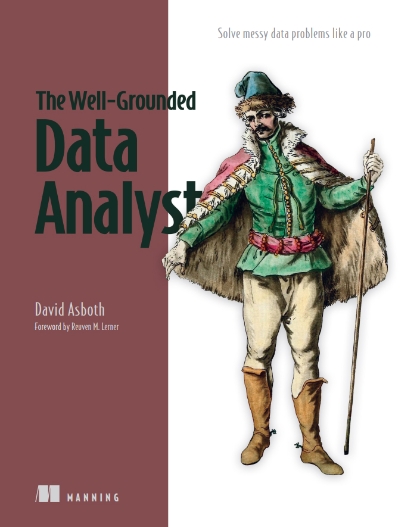 Solve messy data problems like a pro
The Well-Grounded
Data
Analyst
David Asboth
Foreword by Reuven M. Lerner
MANNING